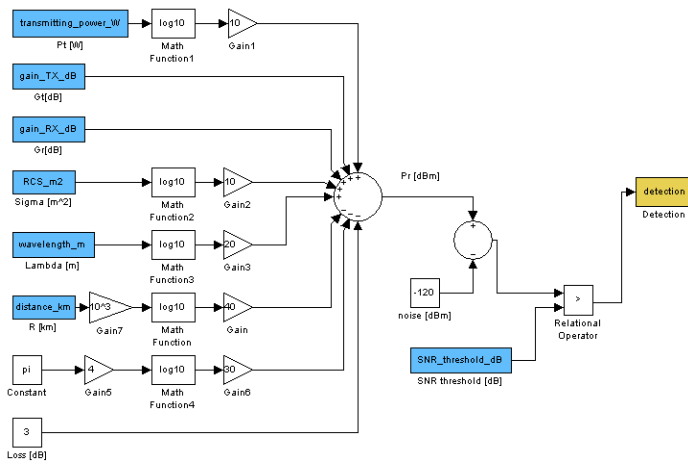 transmitting_power_W
Pt [W]
log10
Math
Function1
10
Gain1
gain_TX_dB
Gt[dB]
gain_RX_dB
Gr[dB]
RCS_m2
Sigma [m^2]
log10
Math
Function2
10
Gain2
wavelength_m
Lambda [m]
log10
Math
Function3
20
Gain3
distance_km
R [km]
10^3
Gain7
log10
Math
Function
40
Gain
pi
Constant
4
Gain5
log10
Math
Function4
30
Gain6
3
Loss [dB]
+
+
+
+
+
−
−
−
Pr [dBm]
+
−
-120
noise [dBm]
SNR_threshold_dB
SNR threshold [dB]
>
Relational
Operator
detection
Detection